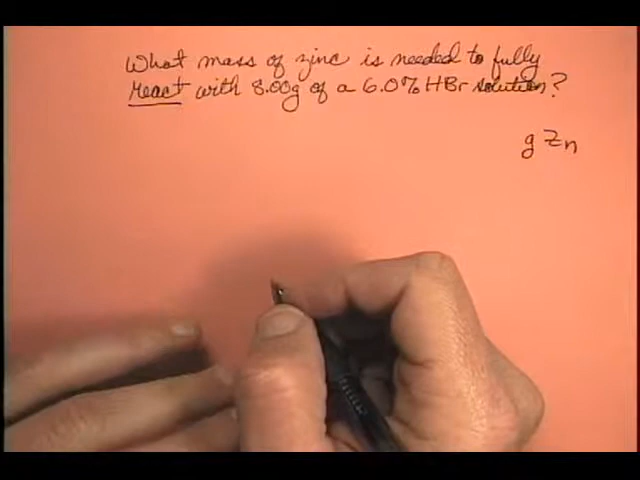 What mass of zinc is needed to fully
react with 8.00g of a 6.0% HBr solution?
g Zn